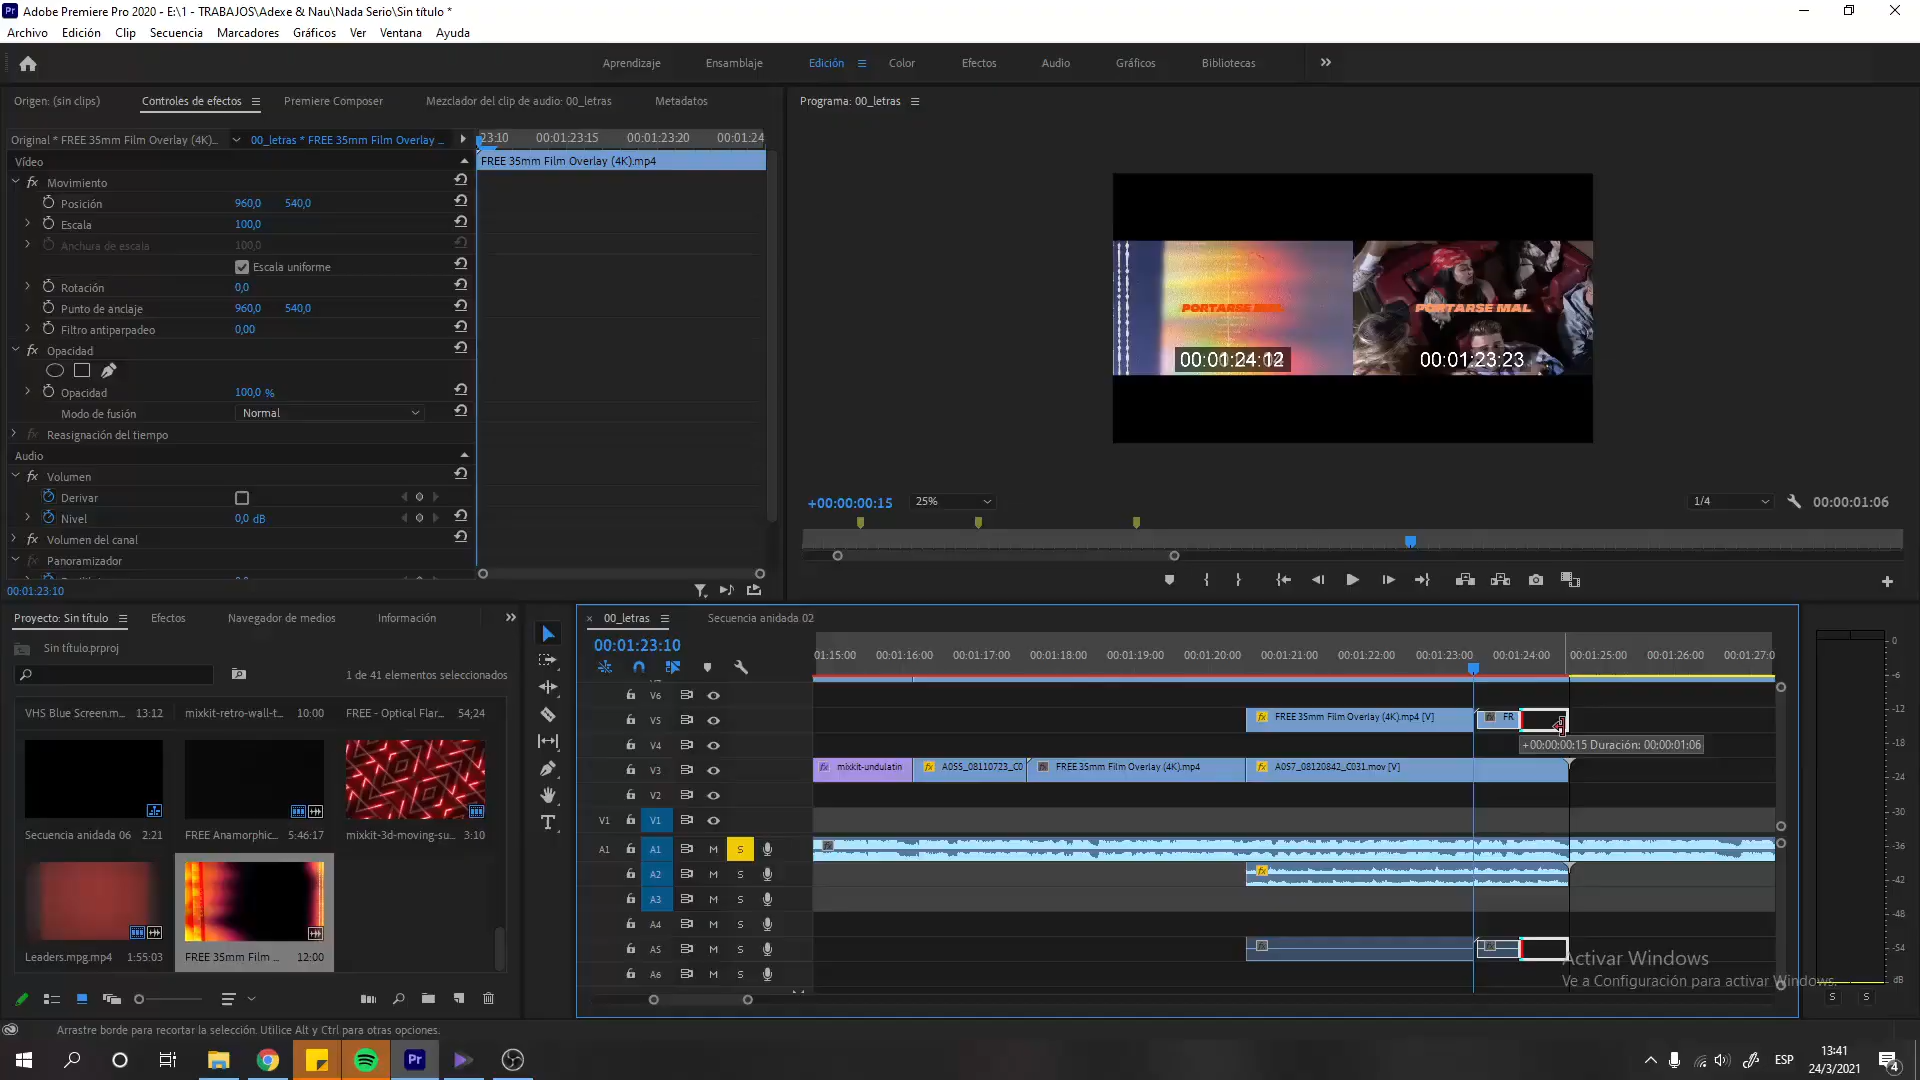 Adobe Premiere Pro 2020 - E:\1 - TRABAJOS\Adexe & Nau\Nada Serio\Sin título *
Archivo Edición Clip Secuencia Marcadores Gráficos Ver Ventana Ayuda
Aprendizaje Ensamblaje Edición Color Efectos Audio Gráficos Bibliotecas
Origen: (sin clips) Controles de efectos Premiere Composer Mezclador del clip de audio: 00_letras Metadatos
Programa: 00_letras
Original * FREE 35mm Film Overlay (4K)... 00_letras * FREE 35mm Film Overlay ...
23:10 00:01:23:15 00:01:23:20 00:01:24
FREE 35mm Film Overlay (4K).mp4
Vídeo
Movimiento
Posición 960,0 540,0
Escala 100,0
Anchura de escala 100,0
Escala uniforme
Rotación 0,0
Punto de anclaje 960,0 540,0
Filtro antiparpadeo 0,00
Opacidad
Opacidad 100,0 %
Modo de fusión Normal
Reasignación del tiempo
Audio
Volumen
Derivar
Nivel 0,0 dB
Volumen del canal
Panoramizador
00:01:23:10
PORTARSE MAL PORTARSE MAL
00:01:24:12 00:01:23:23
+00:00:00:15 25% 1/4 00:00:01:06
Proyecto: Sin título Efectos Navegador de medios Información
Sin título.prproj
1 de 41 elementos seleccionados
VHS Blue Screen.m... 13:12 mixkit-retro-wall-t... 10:00 FREE - Optical Flar... 54;24
Secuencia anidada 06 2:21 FREE Anamorphic... 5:46:17 mixkit-3d-moving-su... 3:10
Leaders.mpg.mp4 1:55:03 FREE 35mm Film ... 12:00
00_letras Secuencia anidada 02
00:01:23:10
01:15:00 00:01:16:00 00:01:17:00 00:01:18:00 00:01:19:00 00:01:20:00 00:01:21:00 00:01:22:00 00:01:23:00 00:01:24:00 00:01:25:00 00:01:26:00 00:01:27:0
V6
V5 FREE 35mm Film Overlay (4K).mp4 [V] FR
V4
+00:00:00:15 Duración: 00:00:01:06
V3 mixkit-undulatin A055_08110723_C0 FREE 35mm Film Overlay (4K).mp4 A057_08120842_C031.mov [V]
V2
V1 V1
A1 A1 M S
A2 M S
A3 M S
A4 M S
A5 M S
A6 M S
0
-6
-12
-18
-24
-30
-36
-42
-48
-54
dB
S S
Activar Windows
Ve a Configuración para activar Windows.
Arrastre borde para recortar la selección. Utilice Alt y Ctrl para otras opciones.
ESP
13:41
24/3/2021
4